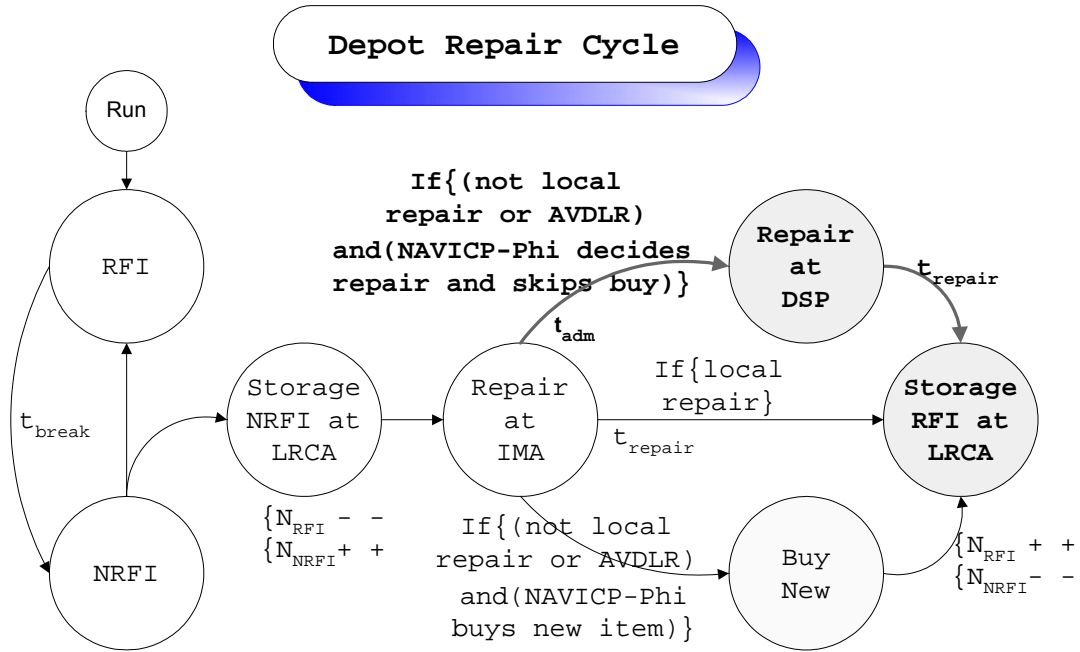 Depot Repair Cycle
Run
RFI
t_break
NRFI
Storage
NRFI at
LRCA
{N_RFI - -
{N_NRFI + +
If{(not local
repair or AVDLR)
and(NAVICP-Phi decides
repair and skips buy)}
t_adm
Repair
at
IMA
Repair
at
DSP
t_repair
If{local
repair}
t_repair
Storage
RFI at
LRCA
If{(not local
repair or AVDLR)
and(NAVICP-Phi
buys new item)}
Buy
New
{N_RFI + +
{N_NRFI - -